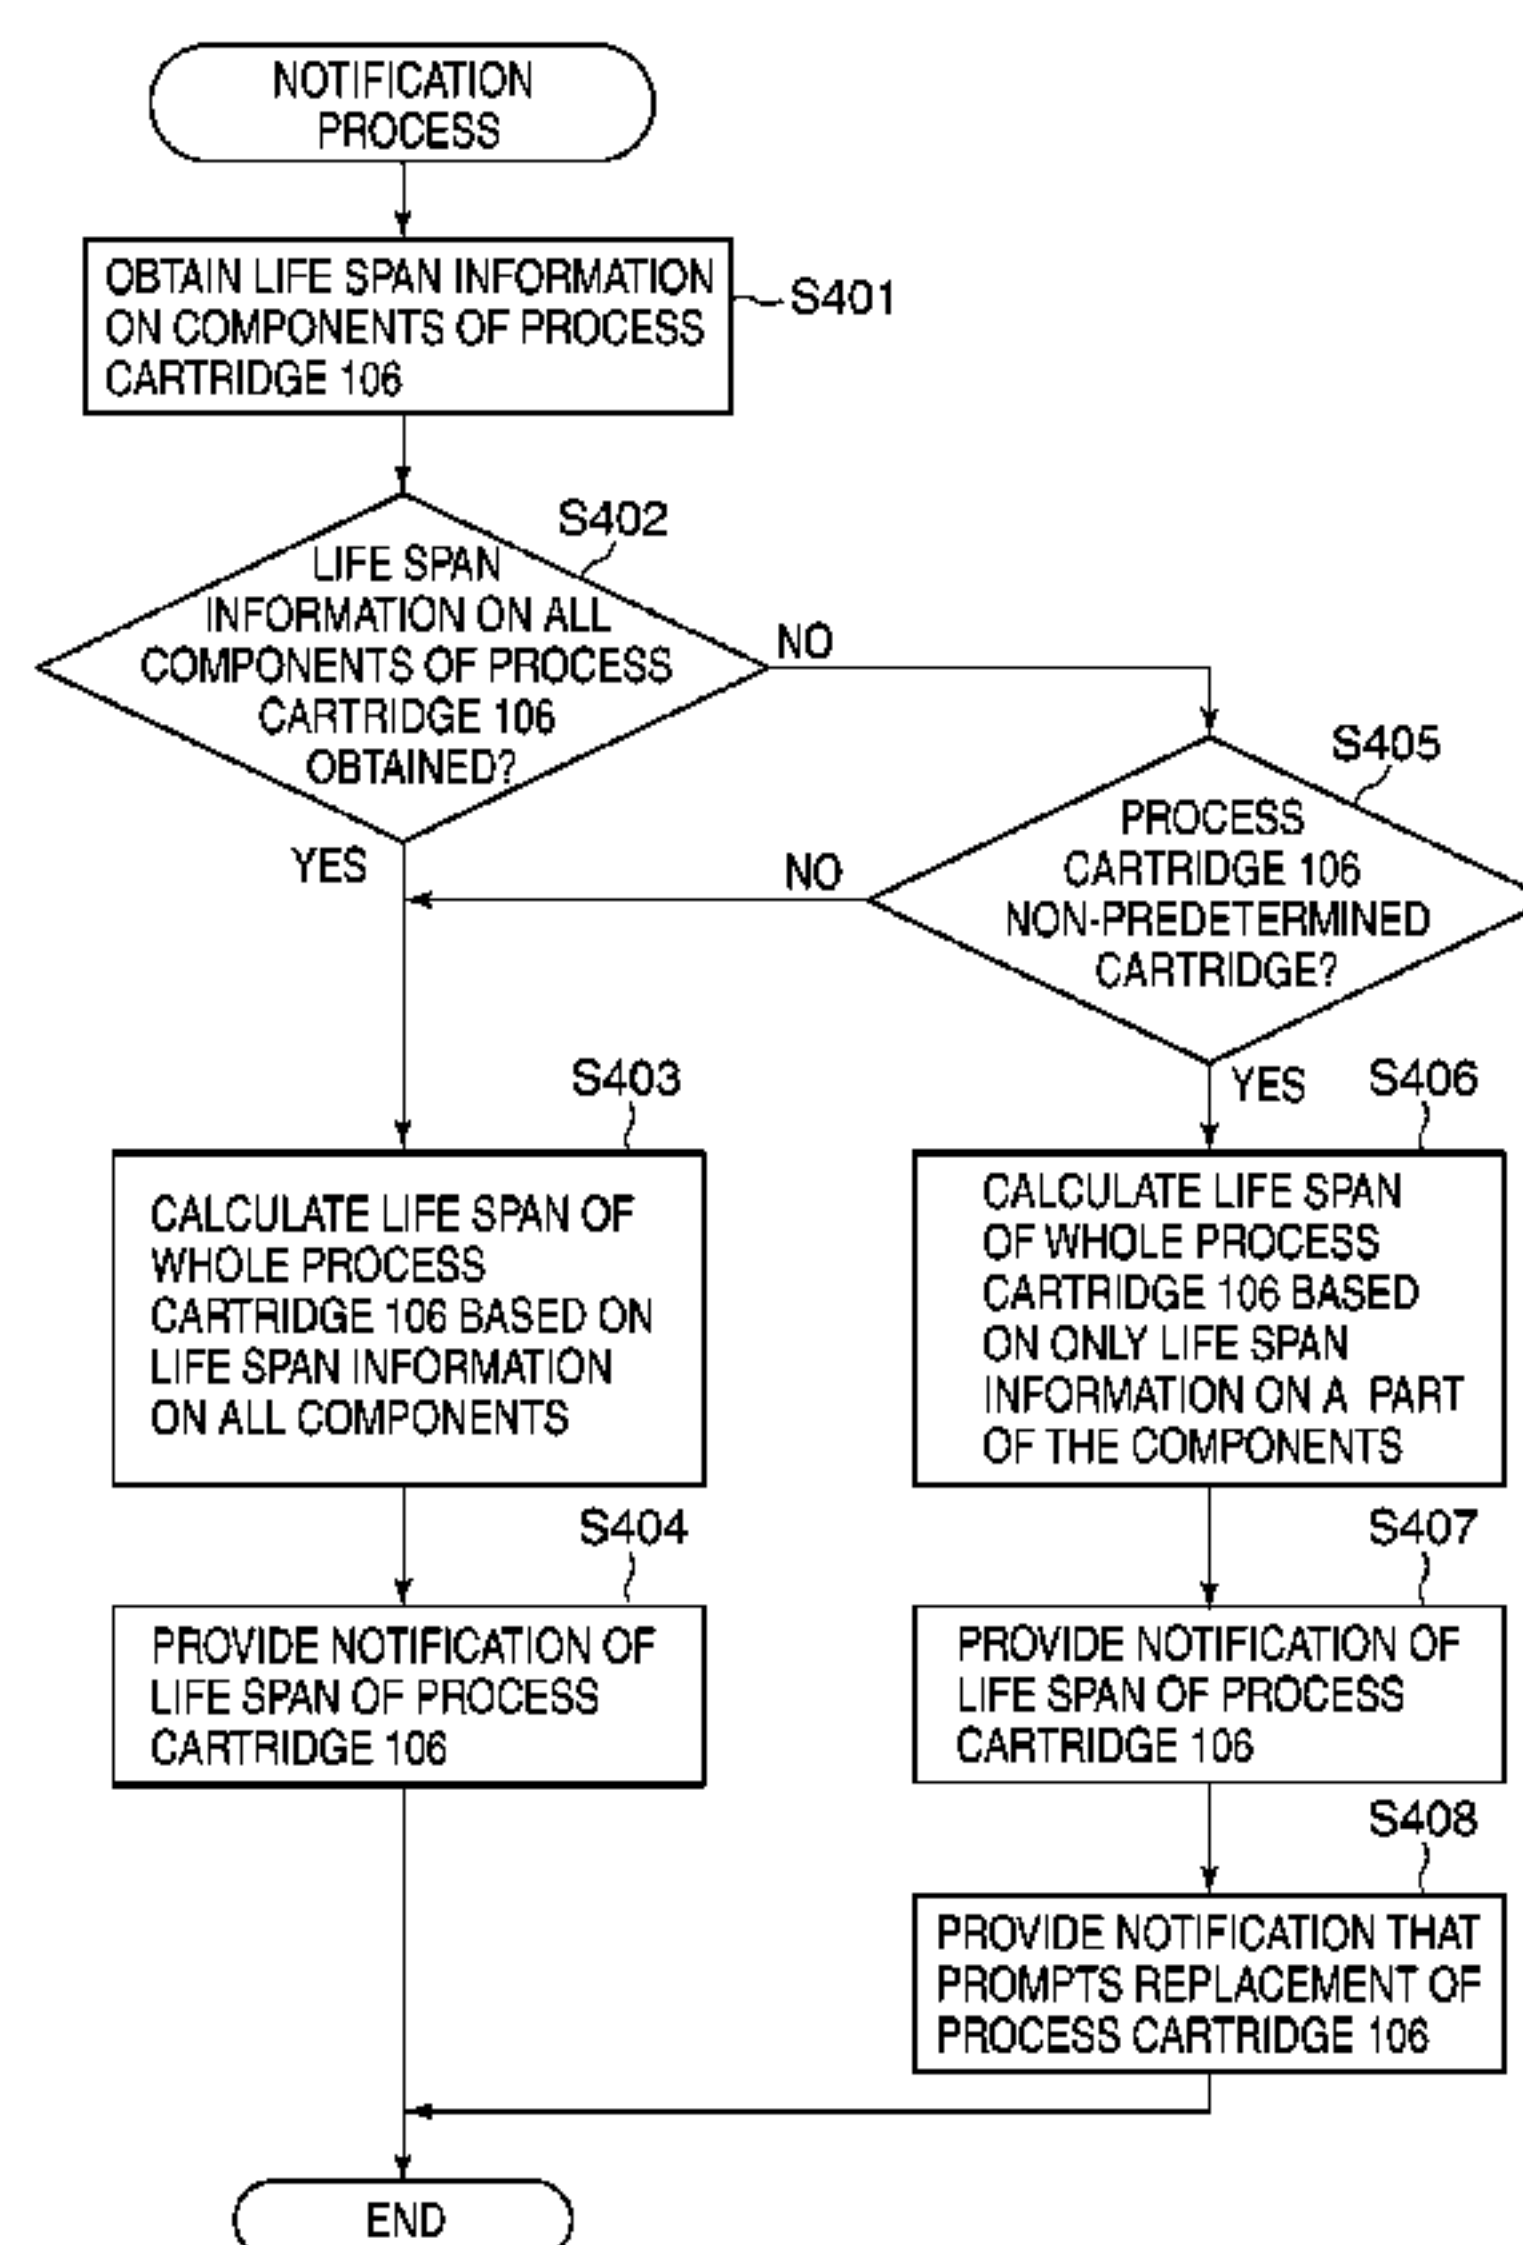 NOTIFICATION
PROCESS
OBTAIN LIFE SPAN INFORMATION
ON COMPONENTS OF PROCESS
CARTRIDGE 106
S401
S402
LIFE SPAN
INFORMATION ON ALL
COMPONENTS OF PROCESS
CARTRIDGE 106
OBTAINED?
NO
YES
S405
PROCESS
CARTRIDGE 106
NON-PREDETERMINED
CARTRIDGE?
NO
YES
S403
CALCULATE LIFE SPAN OF
WHOLE PROCESS
CARTRIDGE 106 BASED ON
LIFE SPAN INFORMATION
ON ALL COMPONENTS
S406
CALCULATE LIFE SPAN
OF WHOLE PROCESS
CARTRIDGE 106 BASED
ON ONLY LIFE SPAN
INFORMATION ON A PART
OF THE COMPONENTS
S404
PROVIDE NOTIFICATION OF
LIFE SPAN OF PROCESS
CARTRIDGE 106
S407
PROVIDE NOTIFICATION OF
LIFE SPAN OF PROCESS
CARTRIDGE 106
S408
PROVIDE NOTIFICATION THAT
PROMPTS REPLACEMENT OF
PROCESS CARTRIDGE 106
END